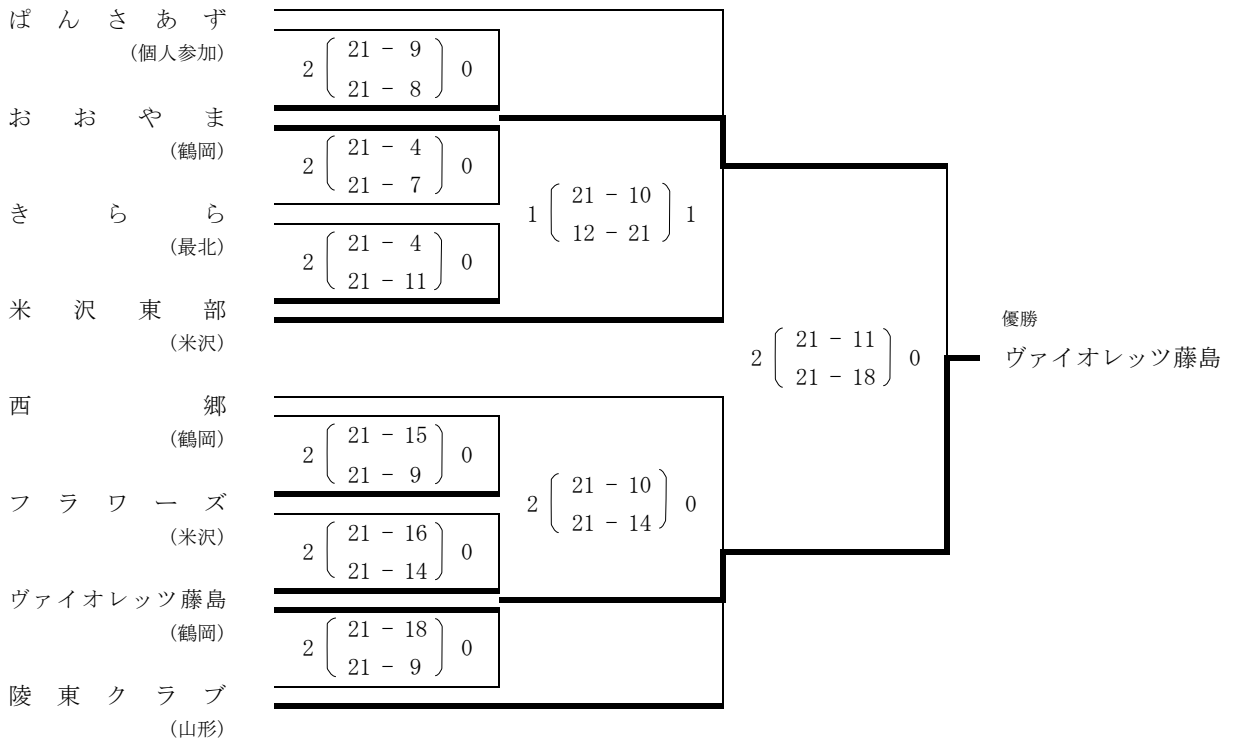 ぱんさあず
(個人参加)
2 21 - 9 0
21 - 8
おおやま
(鶴岡)
2 21 - 4 0
21 - 7
きらら
(最北)
1 21 - 10 1
12 - 21
2 21 - 4 0
21 - 11
米沢東部
(米沢)
優勝
ヴァイオレッツ藤島
2 21 - 11 0
21 - 18
西郷
(鶴岡)
2 21 - 15 0
21 - 9
フラワーズ
(米沢)
2 21 - 10 0
21 - 14
2 21 - 16 0
21 - 14
ヴァイオレッツ藤島
(鶴岡)
2 21 - 18 0
21 - 9
陵東クラブ
(山形)